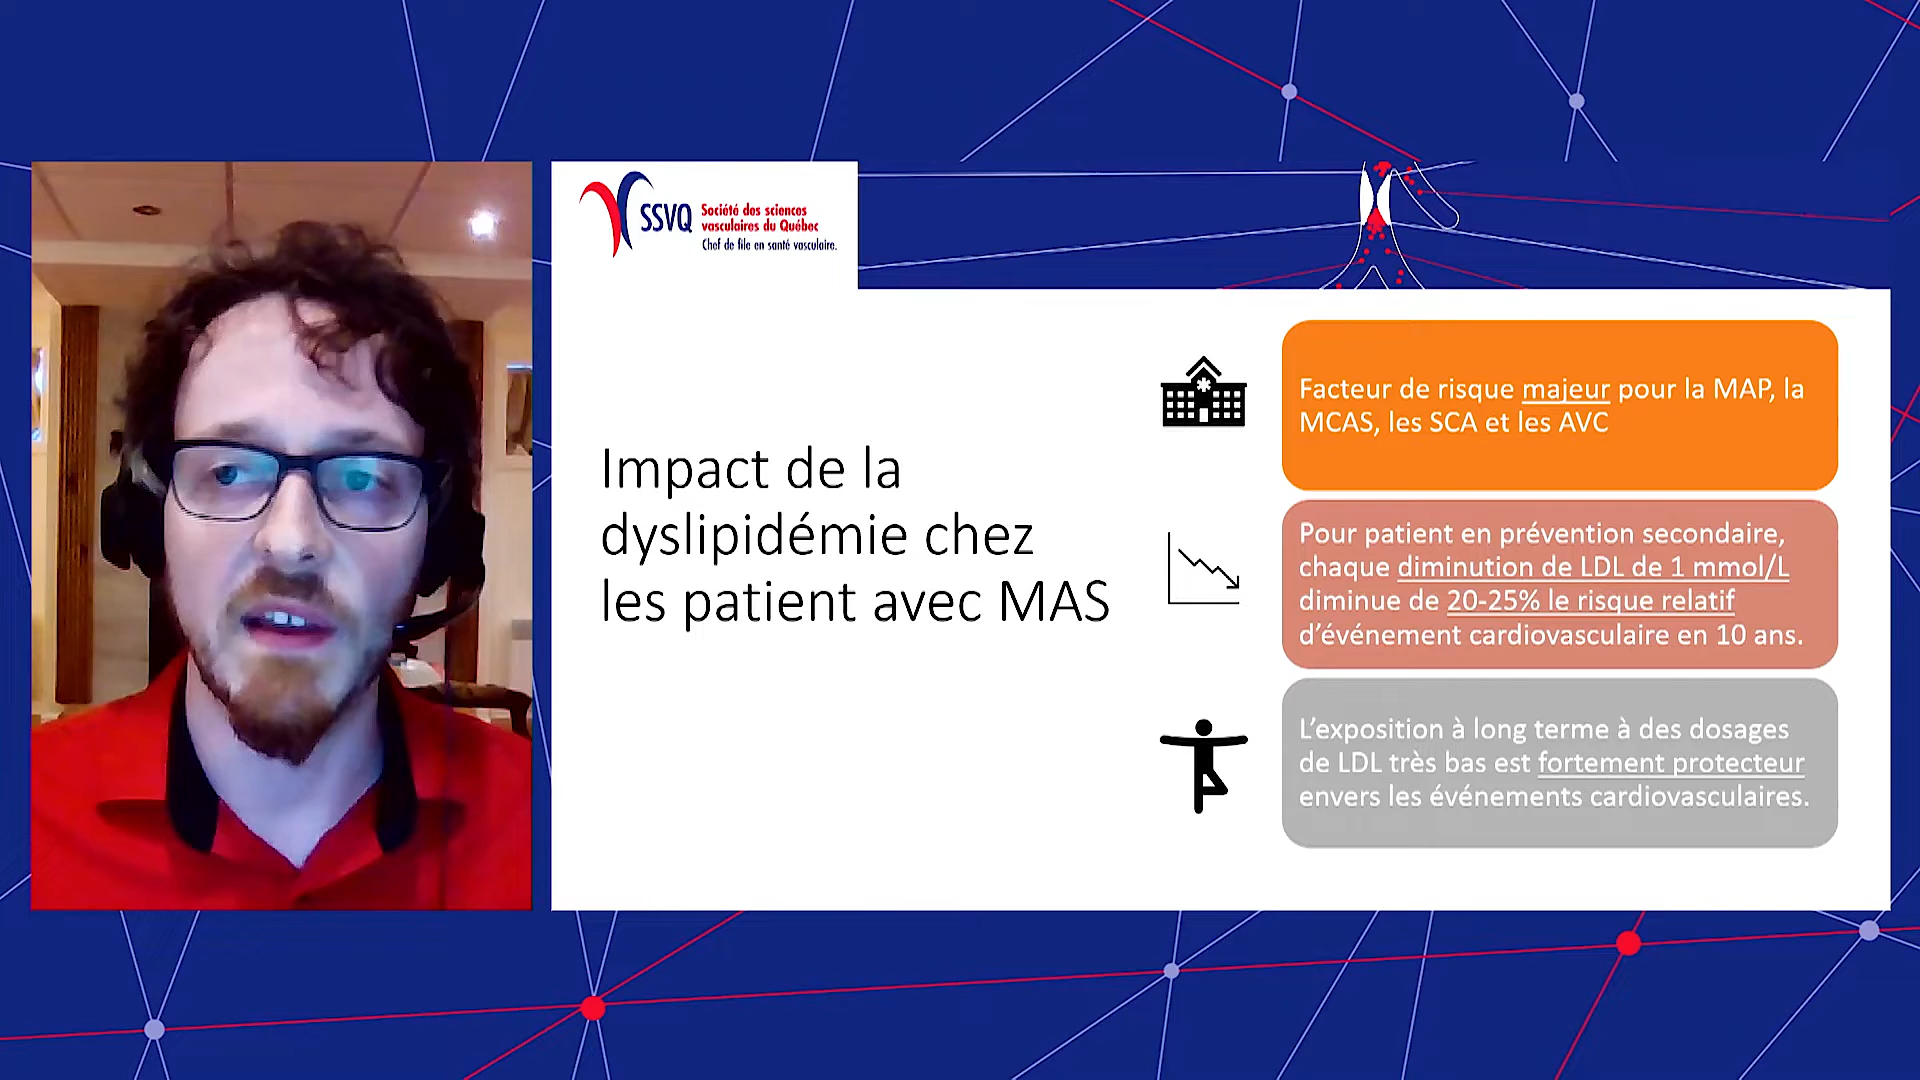 SSVQ
Société des sciences
vasculaires du Québec
Chef de file en santé vasculaire.
Impact de la
dyslipidémie chez
les patient avec MAS
Facteur de risque majeur pour la MAP, la
MCAS, les SCA et les AVC
Pour patient en prévention secondaire,
chaque diminution de LDL de 1 mmol/L
diminue de 20-25% le risque relatif
d’événement cardiovasculaire en 10 ans.
L’exposition à long terme à des dosages
de LDL très bas est fortement protecteur
envers les événements cardiovasculaires.